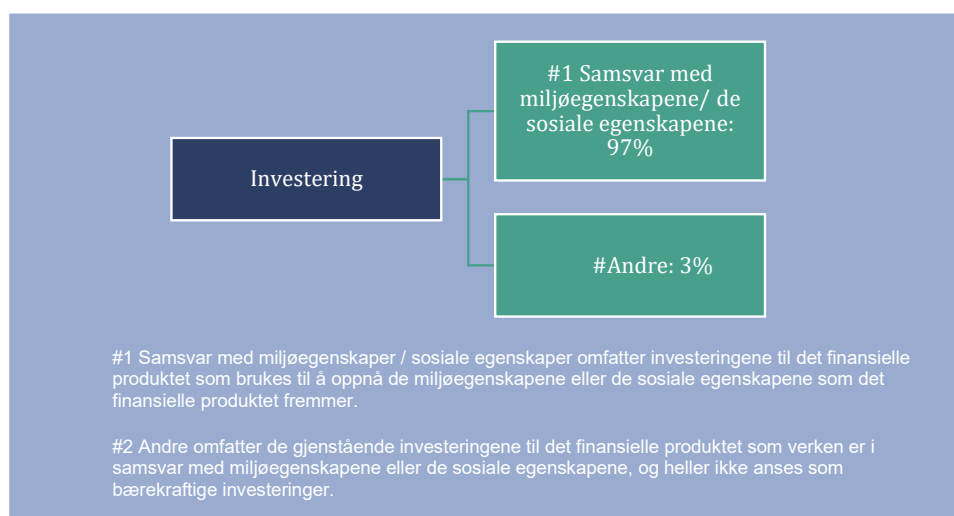 #1 Samsvar med
miljøegenskapene/ de
sosiale egenskapene:
97%
Investering
#Andre: 3%
#1 Samsvar med miljøegenskaper / sosiale egenskaper omfatter investeringene til det finansielle
produktet som brukes til å oppnå de miljøegenskapene eller de sosiale egenskapene som det
finansielle produktet fremmer.
#2 Andre omfatter de gjenstående investeringene til det finansielle produktet som verken er i
samsvar med miljøegenskapene eller de sosiale egenskapene, og heller ikke anses som
bærekraftige investeringer.